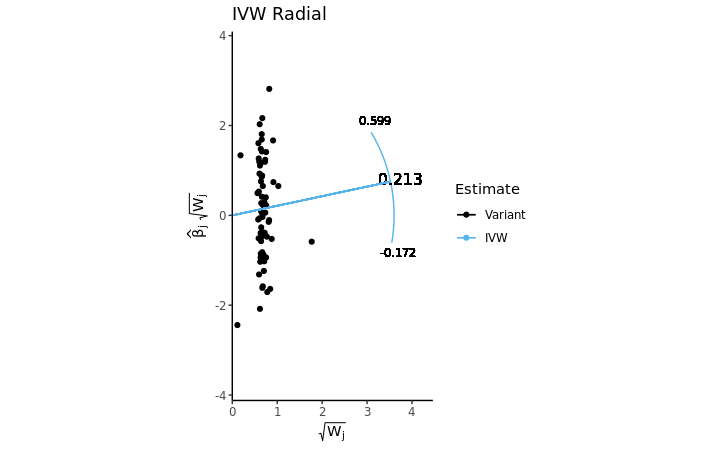 IVW Radial
4
2
0
-2
-4
β̂j √Wj
0.599
0.213
-0.172
0 1 2 3 4
√Wj
Estimate
Variant
IVW